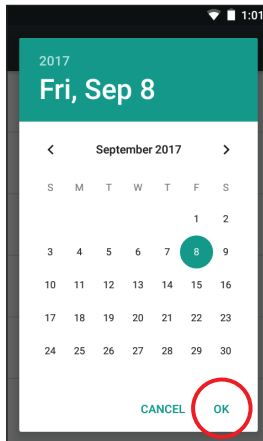 1:01
2017
Fri, Sep 8
September 2017
S M T W T F S
1 2
3 4 5 6 7 8 9
10 11 12 13 14 15 16
17 18 19 20 21 22 23
24 25 26 27 28 29 30
CANCEL OK